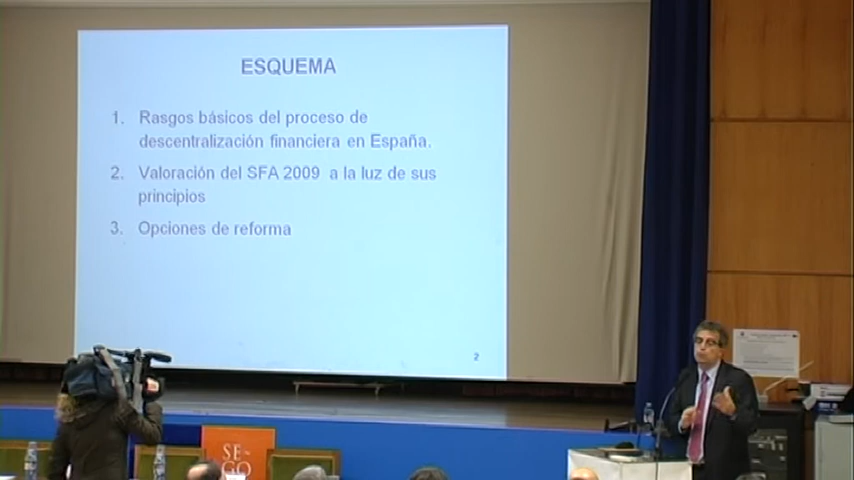 ESQUEMA
1. Rasgos básicos del proceso de
descentralización financiera en España.
2. Valoración del SFA 2009 a la luz de sus
principios
3. Opciones de reforma
2
SE
GO